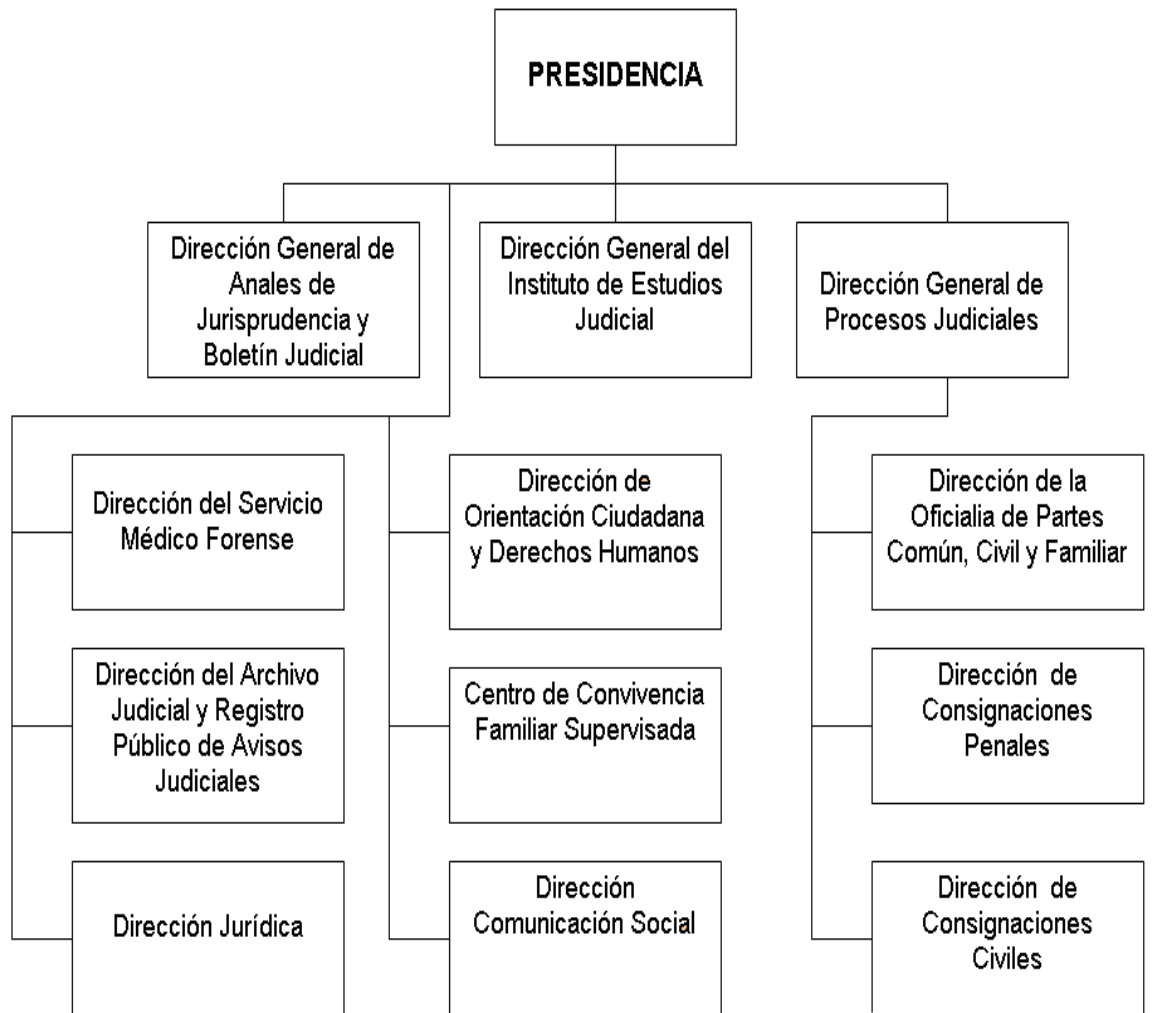 PRESIDENCIA
Dirección General de
Anales de
Jurisprudencia y
Boletín Judicial
Dirección General del
Instituto de Estudios
Judicial
Dirección General de
Procesos Judiciales
Dirección del Servicio
Médico Forense
Dirección de
Orientación Ciudadana
y Derechos Humanos
Dirección de la
Oficialia de Partes
Común, Civil y Familiar
Dirección del Archivo
Judicial y Registro
Público de Avisos
Judiciales
Centro de Convivencia
Familiar Supervisada
Dirección de
Consignaciones
Penales
Dirección Jurídica
Dirección
Comunicación Social
Dirección de
Consignaciones
Civiles